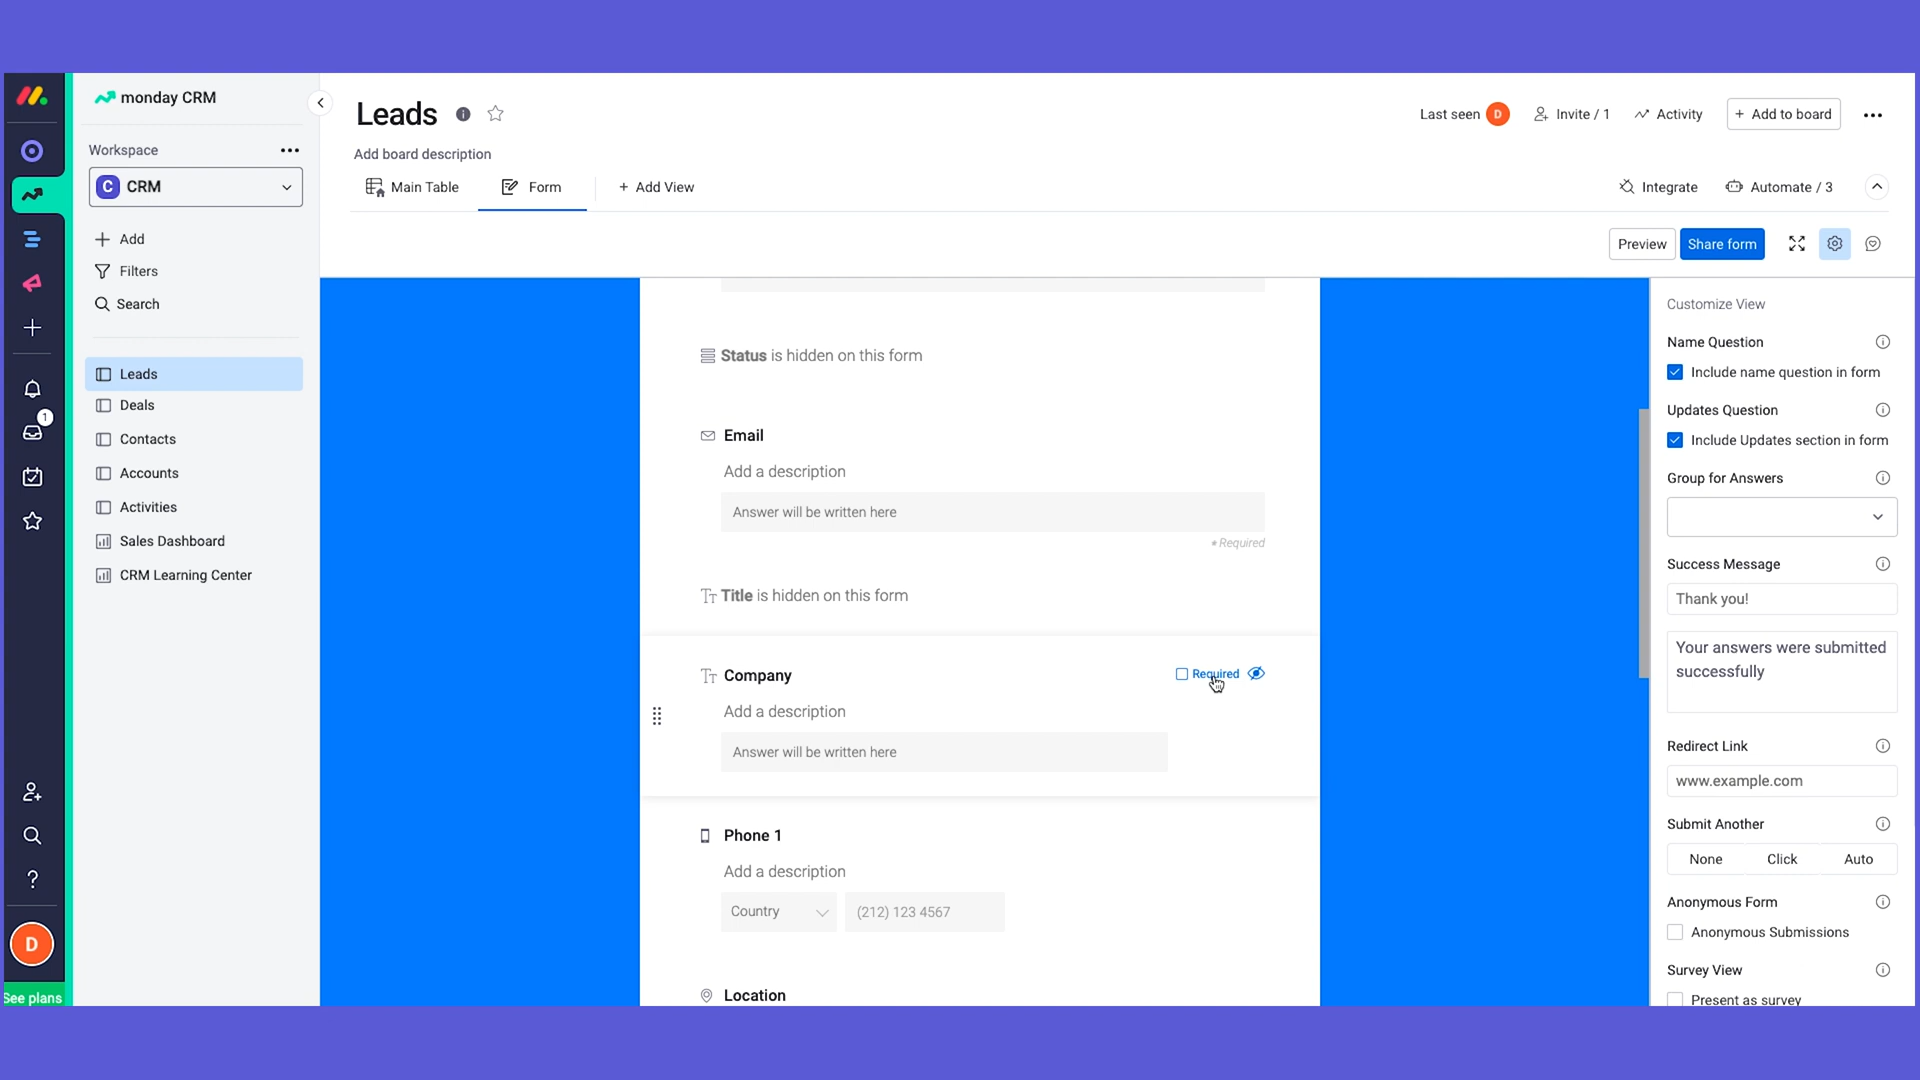 monday CRM
Workspace
C CRM
Add
Filters
Search
Leads
Deals
Contacts
Accounts
Activities
Sales Dashboard
CRM Learning Center
1
?
D
See plans
Leads
Add board description
Last seen D
Invite / 1
Activity
+ Add to board
Main Table
Form
+ Add View
Integrate
Automate / 3
Preview
Share form
Status is hidden on this form
Email
Add a description
Answer will be written here
Required
Title is hidden on this form
Company
Required
Add a description
Answer will be written here
Phone 1
Add a description
Country
(212) 123 4567
Location
Customize View
Name Question
Include name question in form
Updates Question
Include Updates section in form
Group for Answers
Success Message
Thank you!
Your answers were submitted
successfully
Redirect Link
www.example.com
Submit Another
None Click Auto
Anonymous Form
Anonymous Submissions
Survey View
Present as survey